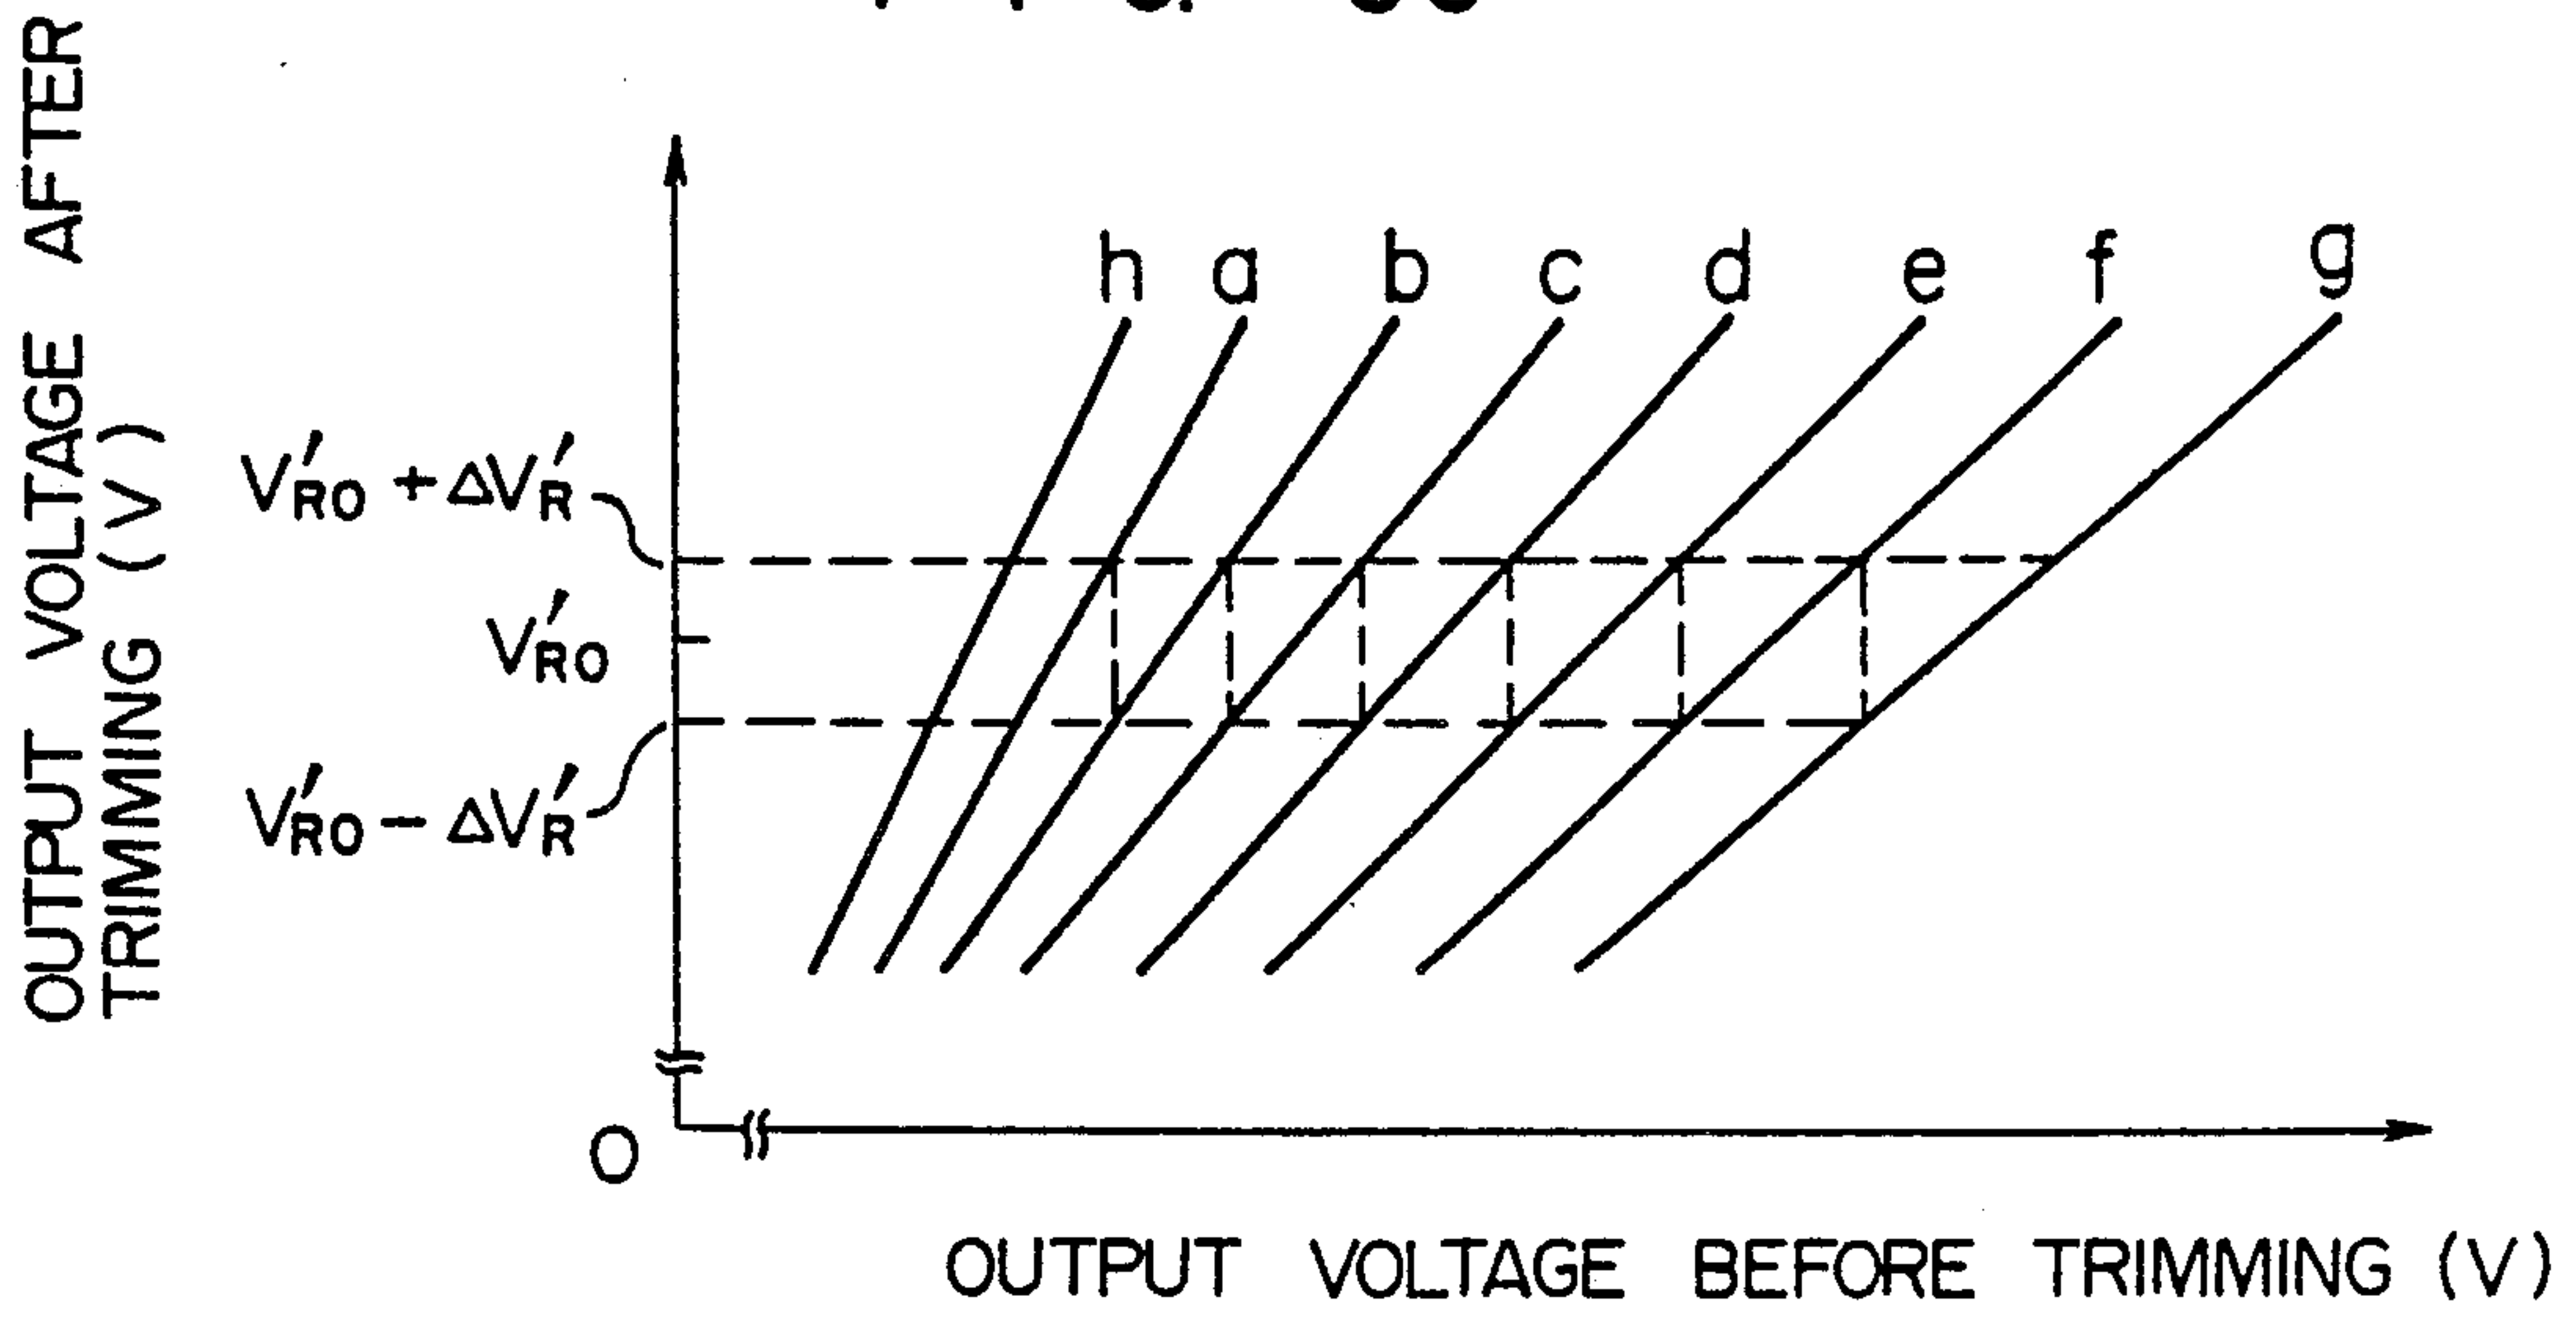 OUTPUT VOLTAGE AFTER
TRIMMING (V)
h a b c d e f g
V'RO + ΔV'R
V'RO
V'RO - ΔV'R
O
OUTPUT VOLTAGE BEFORE TRIMMING (V)